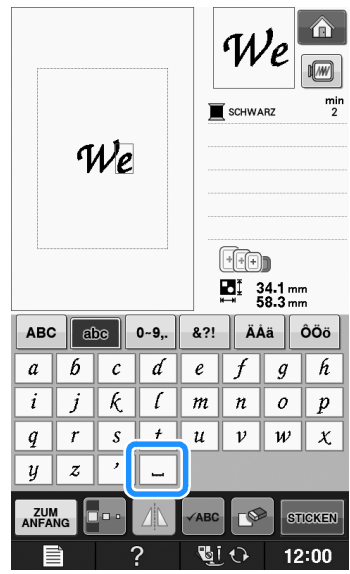 We
We
SCHWARZ
min
2
34.1 mm
58.3 mm
ABC abc 0~9,. &?! ÄÅä ÔÖö
a b c d e f g h
i j k l m n o p
q r s t u v w x
y z ’ ⎵
ZUM ANFANG ✓ABC STICKEN
? 12:00